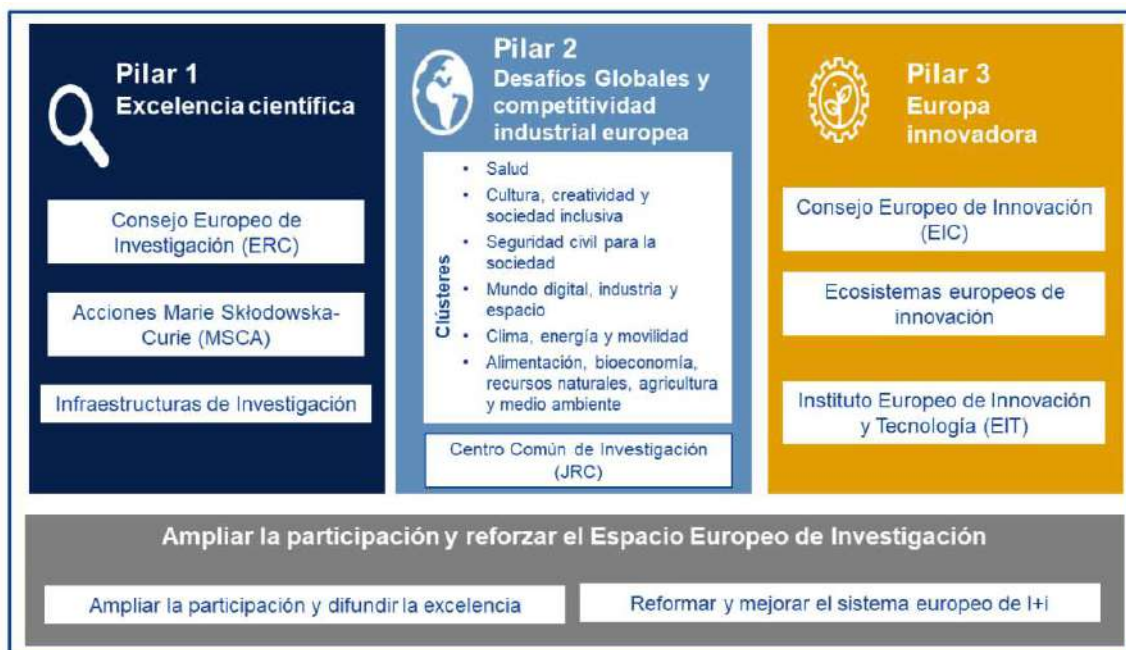 Pilar 1
Excelencia científica
Consejo Europeo de
Investigación (ERC)
Acciones Marie Skłodowska-
Curie (MSCA)
Infraestructuras de Investigación
Pilar 2
Desafíos Globales y
competitividad
industrial europea
Clústeres
• Salud
• Cultura, creatividad y
sociedad inclusiva
• Seguridad civil para la
sociedad
• Mundo digital, industria y
espacio
• Clima, energía y movilidad
• Alimentación, bioeconomía,
recursos naturales, agricultura
y medio ambiente
Centro Común de Investigación
(JRC)
Pilar 3
Europa
innovadora
Consejo Europeo de Innovación
(EIC)
Ecosistemas europeos de
innovación
Instituto Europeo de Innovación
y Tecnología (EIT)
Ampliar la participación y reforzar el Espacio Europeo de Investigación
Ampliar la participación y difundir la excelencia
Reformar y mejorar el sistema europeo de I+i